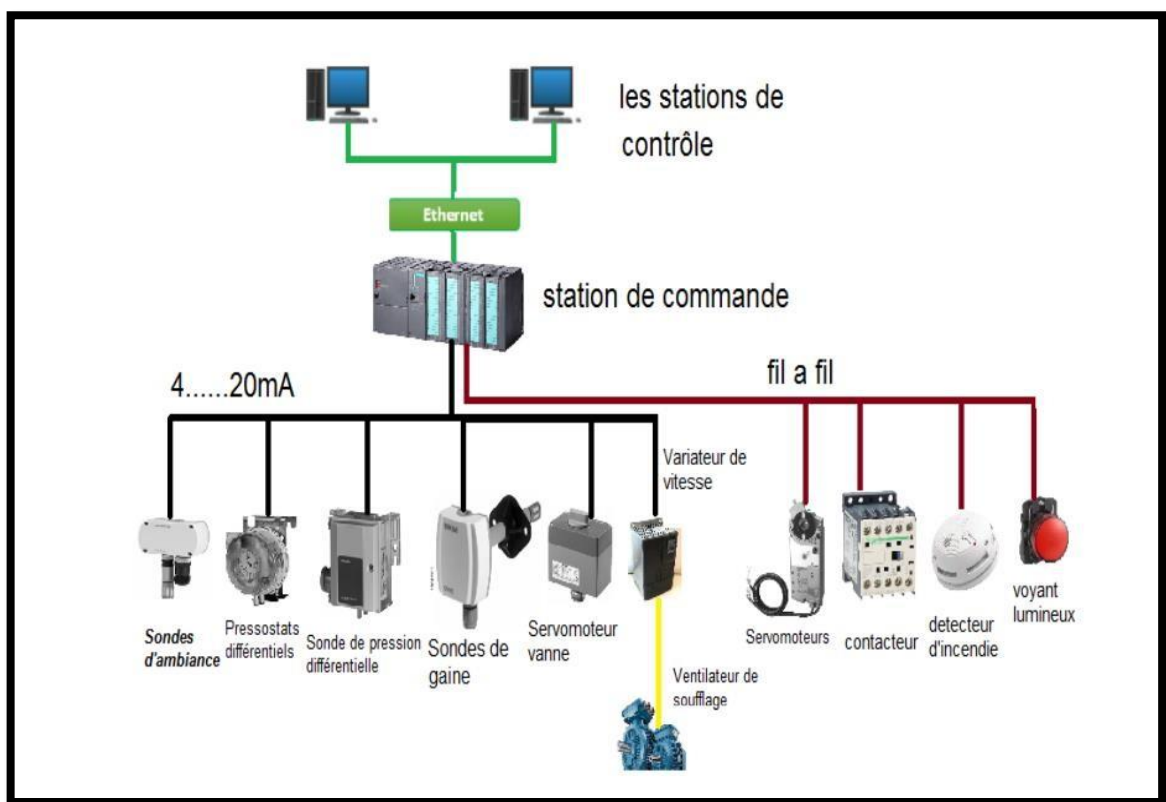 les stations de
contrôle
Ethernet
station de commande
4......20mA
fil a fil
Variateur de
vitesse
Sondes
d'ambiance
Pressostats
différentiels
Sonde de pression
différentielle
Sondes de
gaine
Servomoteur
vanne
Ventilateur de
soufflage
Servomoteurs
contacteur
detecteur
d'incendie
voyant
lumineux